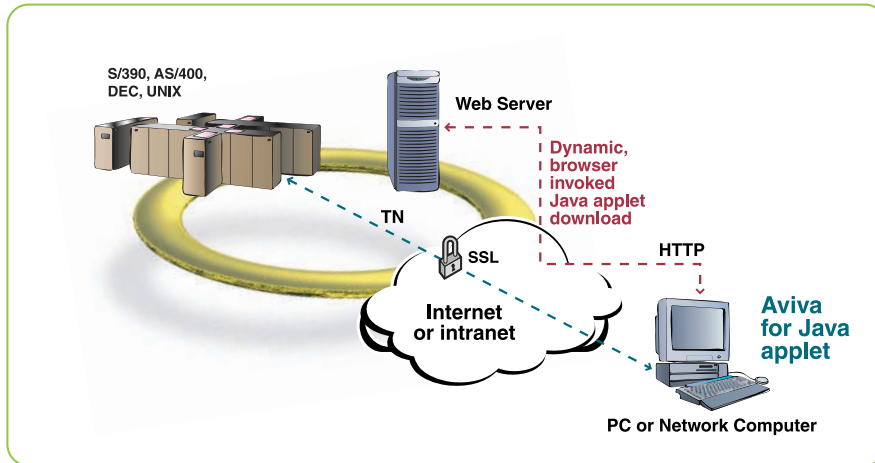 S/390, AS/400,
DEC, UNIX
Web Server
Dynamic,
browser
invoked
Java applet
download
TN
SSL
HTTP
Internet
or intranet
Aviva
for Java
applet
PC or Network Computer